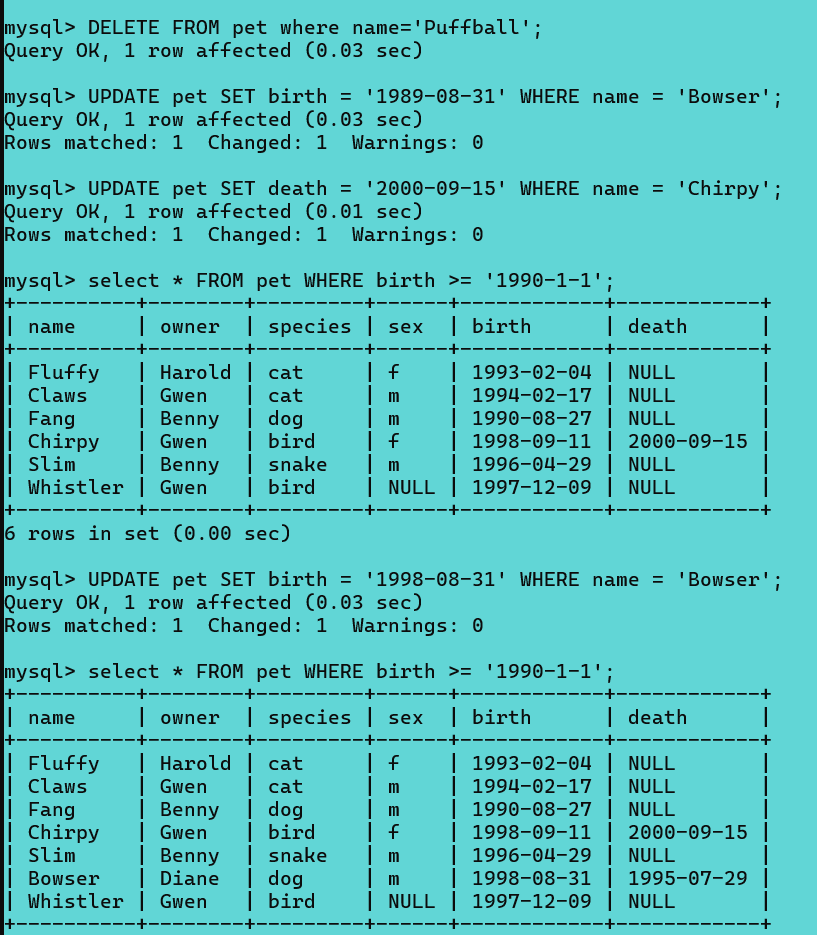 mysql> DELETE FROM pet where name='Puffball';
Query OK, 1 row affected (0.03 sec)

mysql> UPDATE pet SET birth = '1989-08-31' WHERE name = 'Bowser';
Query OK, 1 row affected (0.03 sec)
Rows matched: 1  Changed: 1  Warnings: 0

mysql> UPDATE pet SET death = '2000-09-15' WHERE name = 'Chirpy';
Query OK, 1 row affected (0.01 sec)
Rows matched: 1  Changed: 1  Warnings: 0

mysql> select * FROM pet WHERE birth >= '1990-1-1';
+----------+--------+---------+------+------------+------------+
| name     | owner  | species | sex  | birth      | death      |
+----------+--------+---------+------+------------+------------+
| Fluffy   | Harold | cat     | f    | 1993-02-04 | NULL       |
| Claws    | Gwen   | cat     | m    | 1994-02-17 | NULL       |
| Fang     | Benny  | dog     | m    | 1990-08-27 | NULL       |
| Chirpy   | Gwen   | bird    | f    | 1998-09-11 | 2000-09-15 |
| Slim     | Benny  | snake   | m    | 1996-04-29 | NULL       |
| Whistler | Gwen   | bird    | NULL | 1997-12-09 | NULL       |
+----------+--------+---------+------+------------+------------+
6 rows in set (0.00 sec)

mysql> UPDATE pet SET birth = '1998-08-31' WHERE name = 'Bowser';
Query OK, 1 row affected (0.03 sec)
Rows matched: 1  Changed: 1  Warnings: 0

mysql> select * FROM pet WHERE birth >= '1990-1-1';
+----------+--------+---------+------+------------+------------+
| name     | owner  | species | sex  | birth      | death      |
+----------+--------+---------+------+------------+------------+
| Fluffy   | Harold | cat     | f    | 1993-02-04 | NULL       |
| Claws    | Gwen   | cat     | m    | 1994-02-17 | NULL       |
| Fang     | Benny  | dog     | m    | 1990-08-27 | NULL       |
| Chirpy   | Gwen   | bird    | f    | 1998-09-11 | 2000-09-15 |
| Slim     | Benny  | snake   | m    | 1996-04-29 | NULL       |
| Bowser   | Diane  | dog     | m    | 1998-08-31 | 1995-07-29 |
| Whistler | Gwen   | bird    | NULL | 1997-12-09 | NULL       |
+----------+--------+---------+------+------------+------------+